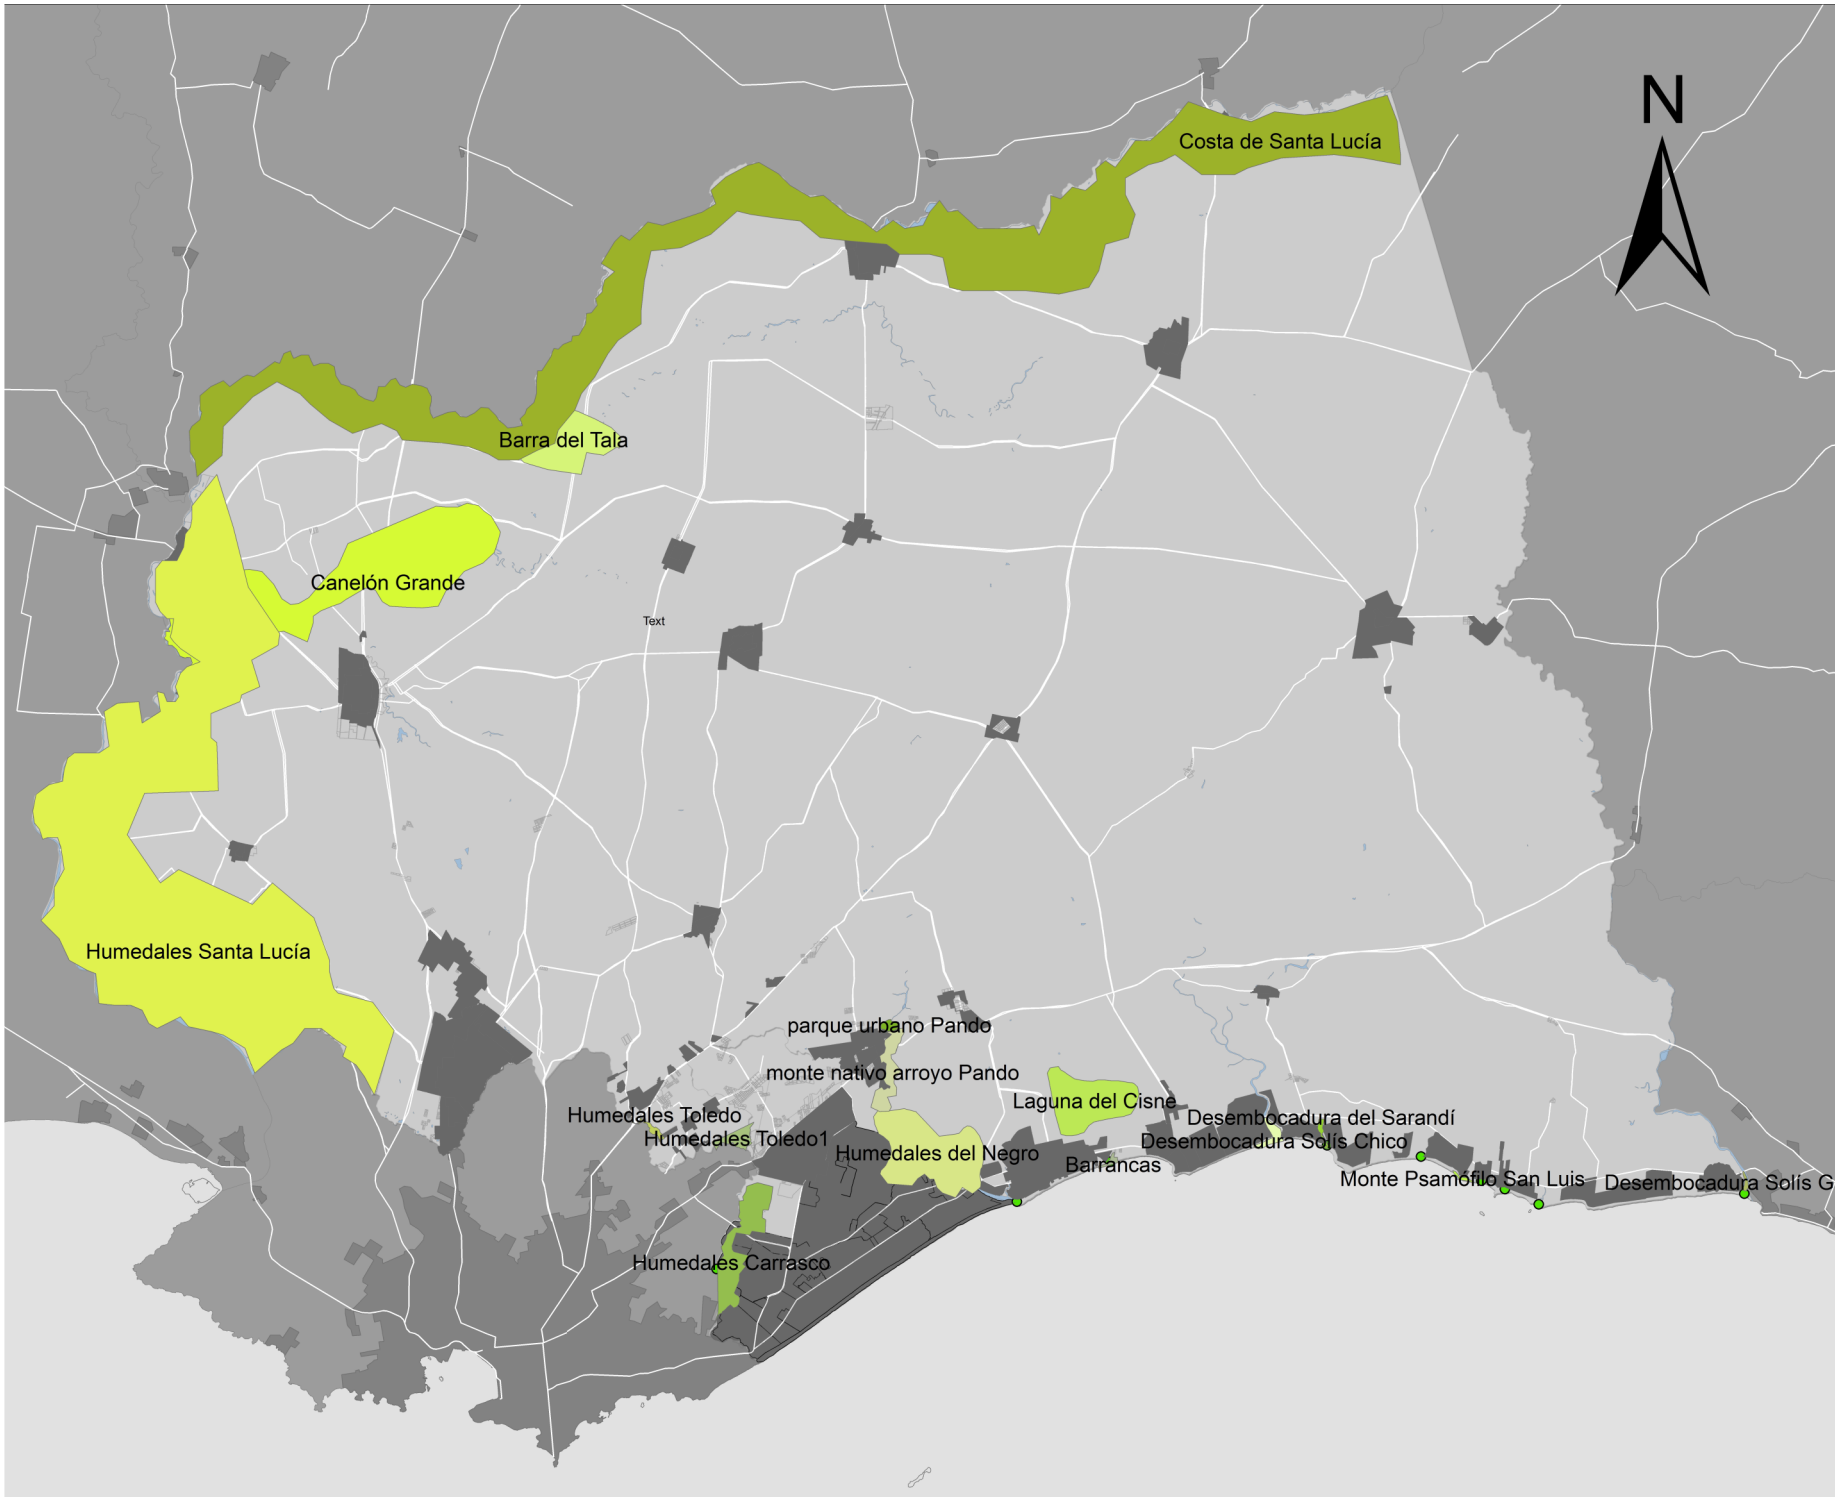 N
Costa de Santa Lucía
Barra del Tala
Canelón Grande
Text
Humedales Santa Lucía
parque urbano Pando
monte nativo arroyo Pando
Laguna del Cisne
Humedales Toledo
Desembocadura del Sarandí
Humedales Toledo1
Desembocadura Solís Chico
Humedales del Negro
Barrancas
Monte Psamófilo San Luis
Desembocadura Solís G
Humedales Carrasco